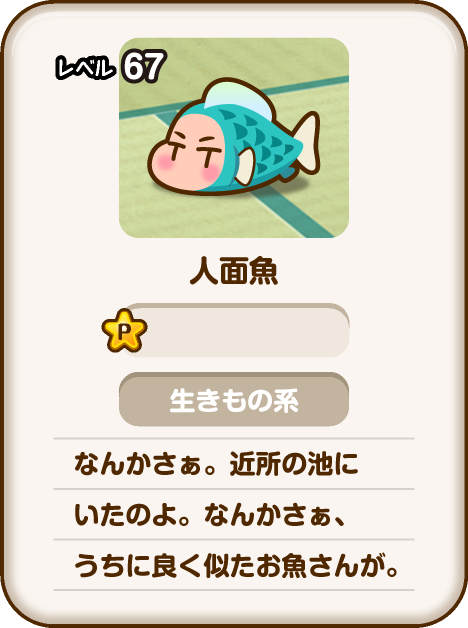 レベル 67
人面魚
P
生きもの系
なんかさぁ。近所の池に
いたのよ。なんかさぁ、
うちに良く似たお魚さんが。